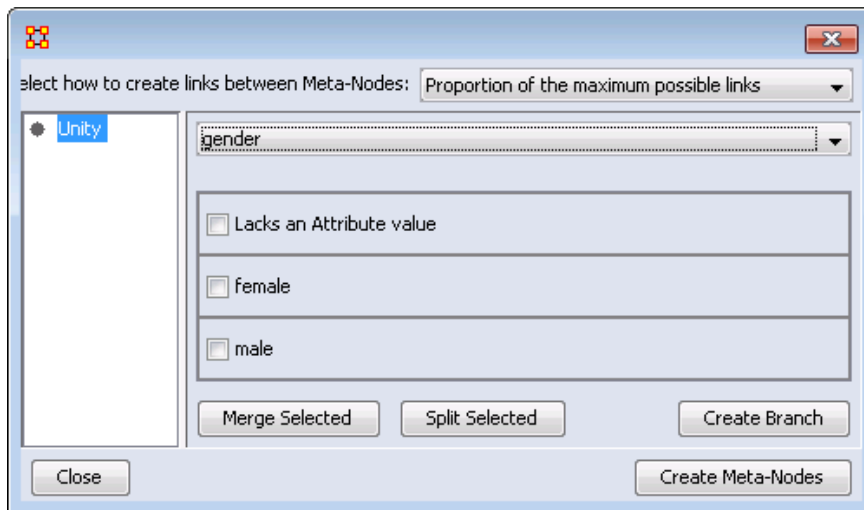 elect how to create links between Meta-Nodes: Proportion of the maximum possible links
Unity
gender
Lacks an Attribute value
female
male
Merge Selected Split Selected Create Branch
Close Create Meta-Nodes